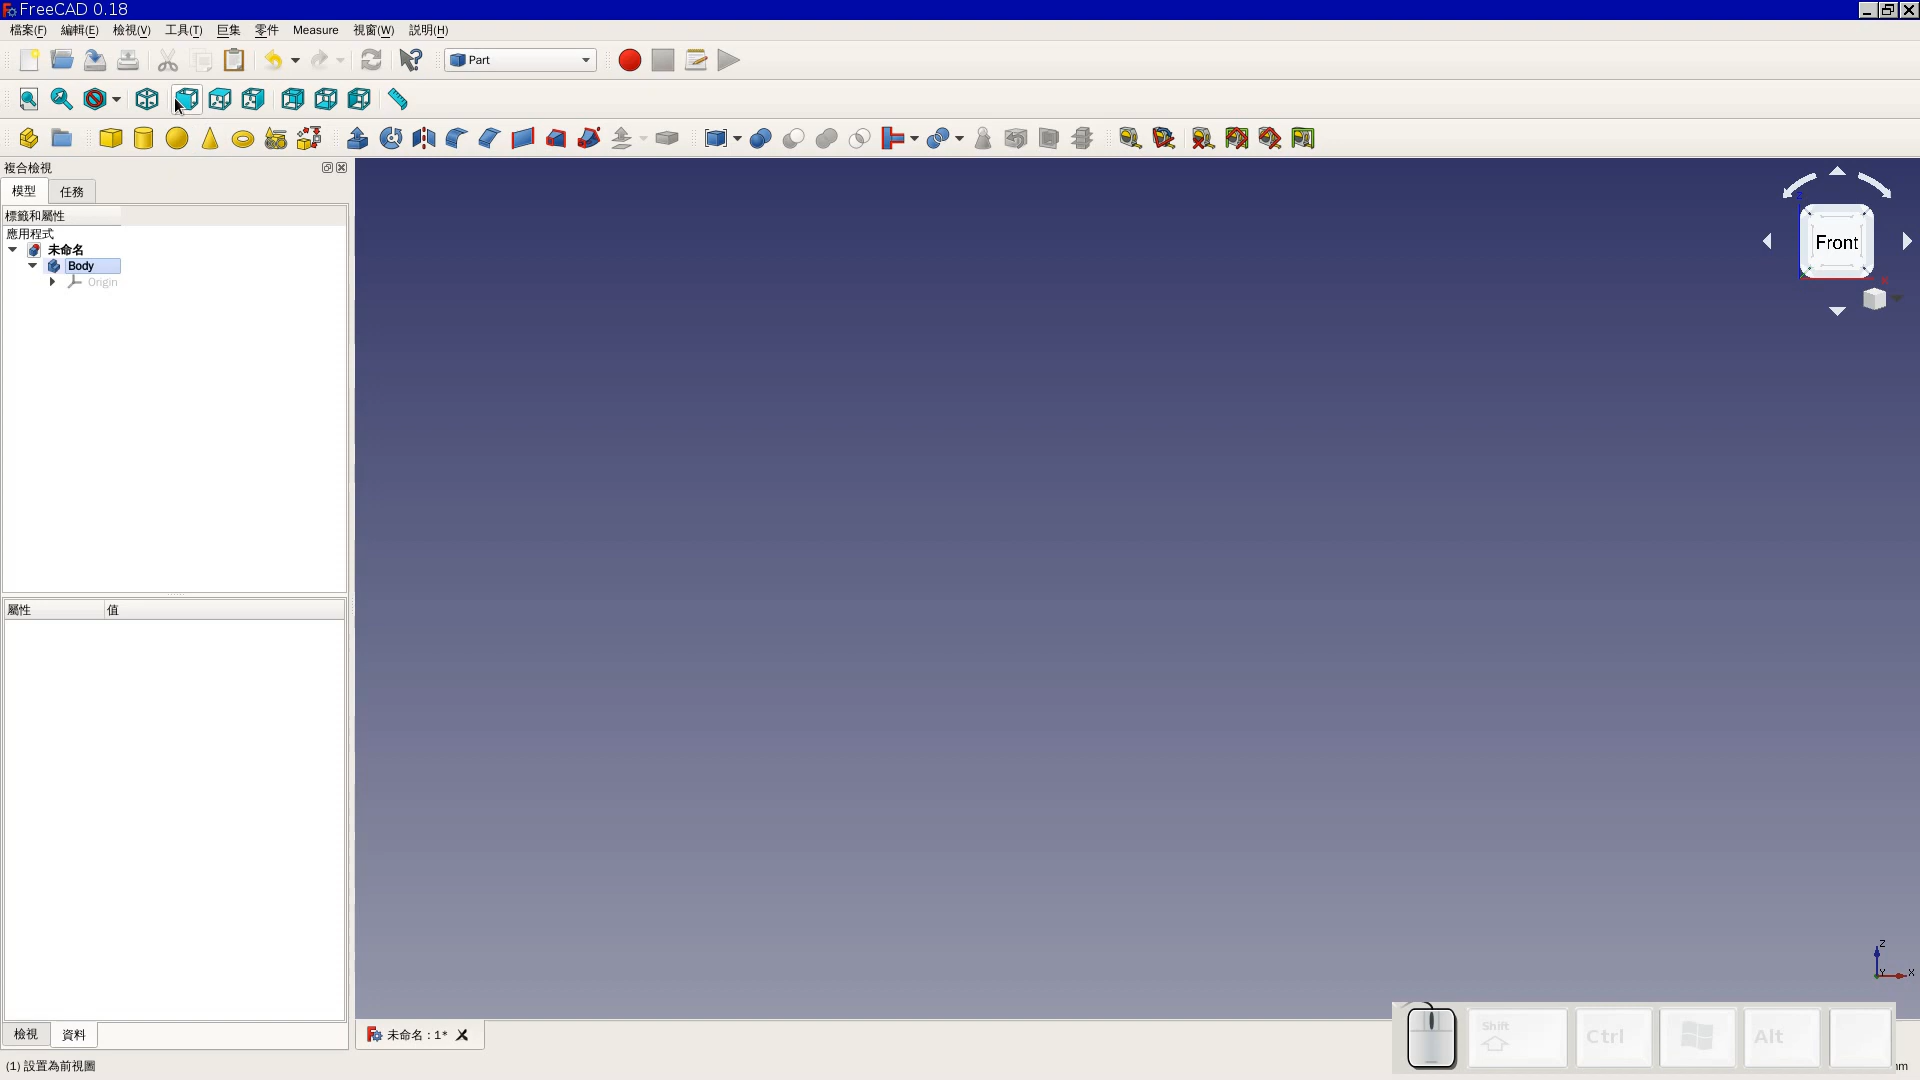 FreeCAD 0.18
檔案(F) 編輯(E) 檢視(V) 工具(T) 巨集 零件 Measure 視窗(W) 説明(H)
Part
複合檢視
模型 任務
標籤和屬性
應用程式
未命名
Body
Origin
屬性 值
Front
Z
X
Z
Y
X
檢視 資料
未命名 : 1*
Shift
Ctrl
Alt
(1) 設置為前視圖